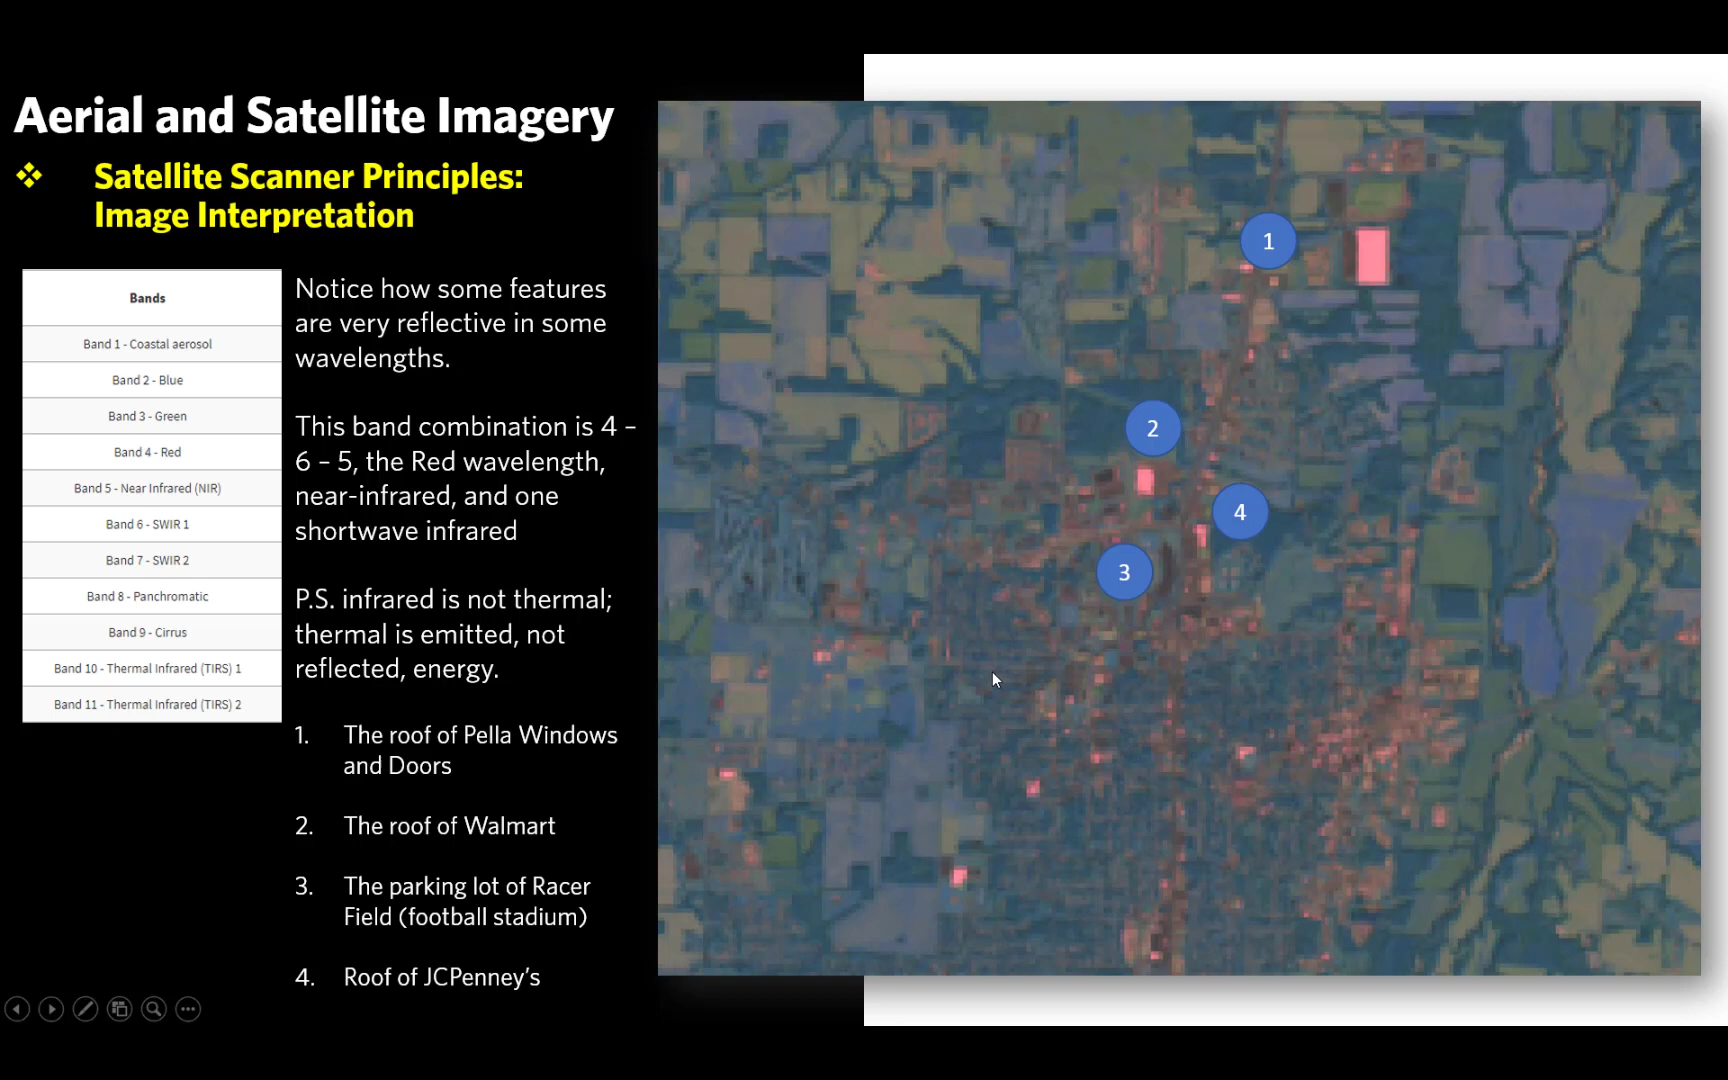 Aerial and Satellite Imagery
Satellite Scanner Principles:
Image Interpretation
Bands
Band 1 - Coastal aerosol
Band 2 - Blue
Band 3 - Green
Band 4 - Red
Band 5 - Near Infrared (NIR)
Band 6 - SWIR 1
Band 7 - SWIR 2
Band 8 - Panchromatic
Band 9 - Cirrus
Band 10 - Thermal Infrared (TIRS) 1
Band 11 - Thermal Infrared (TIRS) 2
Notice how some features
are very reflective in some
wavelengths.
This band combination is 4 –
6 – 5, the Red wavelength,
near-infrared, and one
shortwave infrared
P.S. infrared is not thermal;
thermal is emitted, not
reflected, energy.
1. The roof of Pella Windows
and Doors
2. The roof of Walmart
3. The parking lot of Racer
Field (football stadium)
4. Roof of JCPenney’s
1
2
4
3